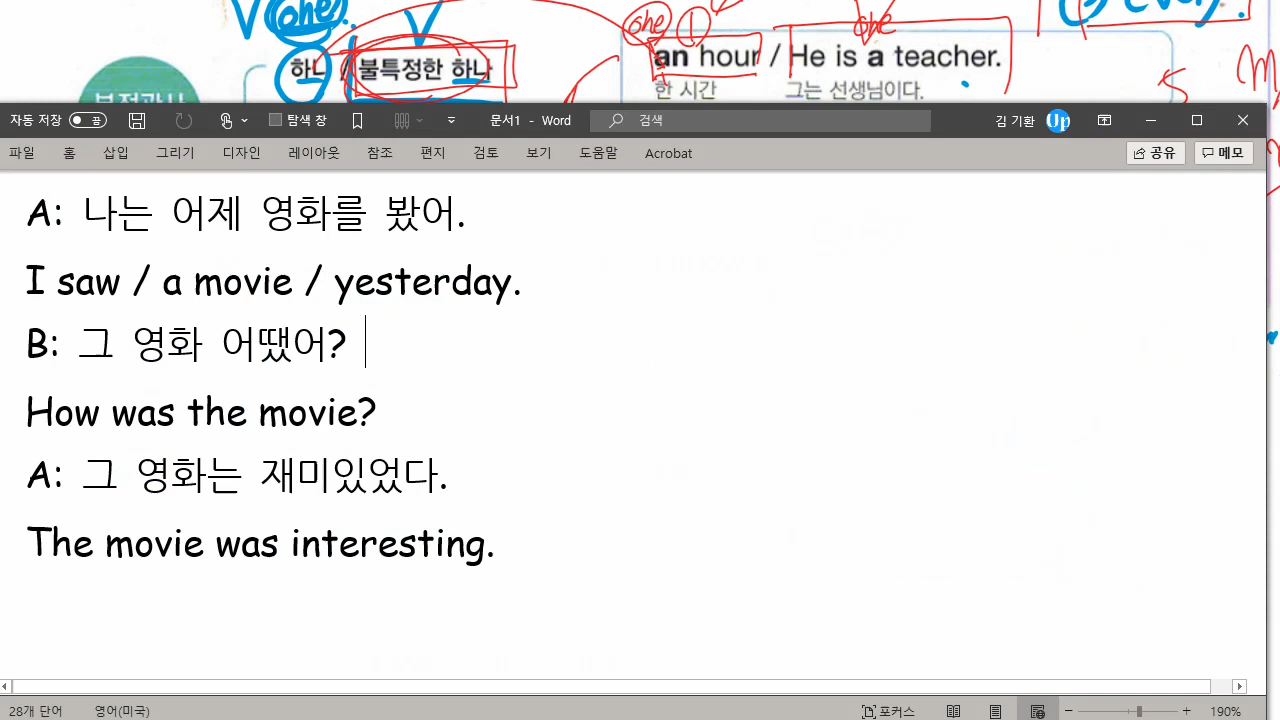 one
one ①
one
하나 / 불특정한 하나
an hour / He is a teacher.
한 시간 그는 선생님이다.
자동 저장 끔 탐색 창 문서1 - Word 검색 김 기환
파일 홈 삽입 그리기 디자인 레이아웃 참조 편지 검토 보기 도움말 Acrobat 공유 메모
A: 나는 어제 영화를 봤어.
I saw / a movie / yesterday.
B: 그 영화 어땠어?
How was the movie?
A: 그 영화는 재미있었다.
The movie was interesting.
28개 단어 영어(미국) 포커스 190%